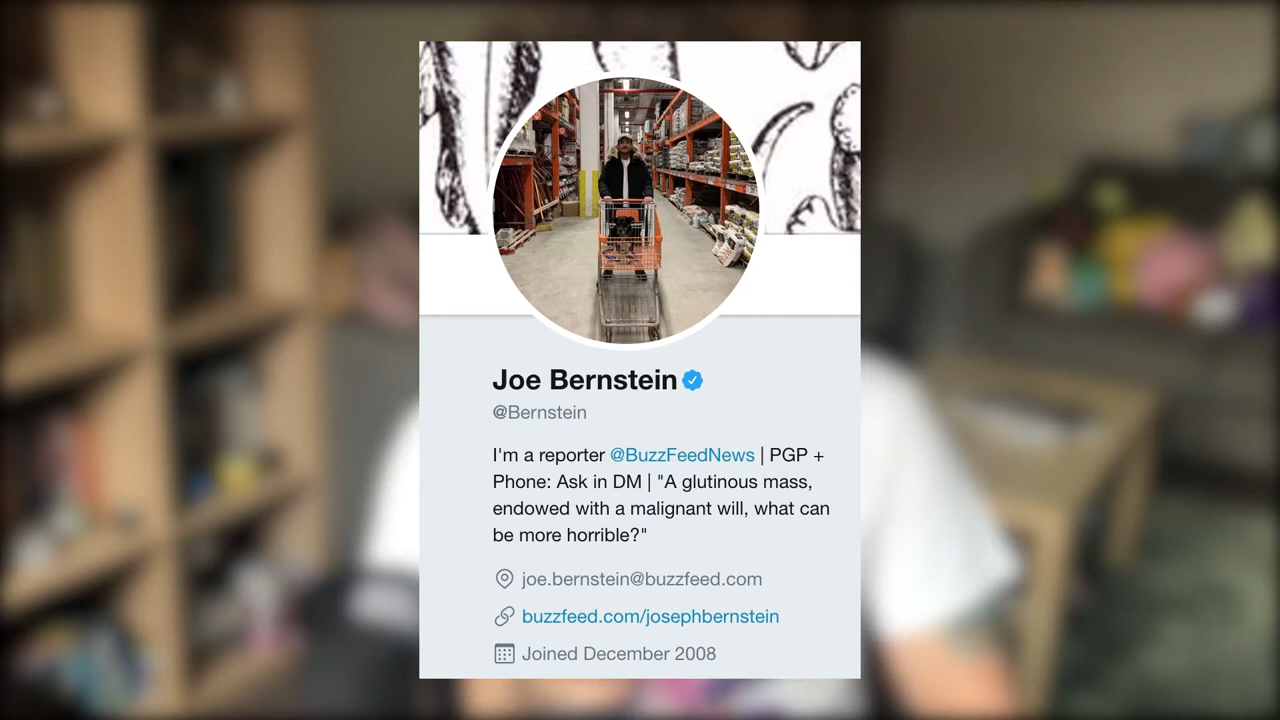 Joe Bernstein
@Bernstein
I'm a reporter @BuzzFeedNews | PGP +
Phone: Ask in DM | "A glutinous mass,
endowed with a malignant will, what can
be more horrible?"
joe.bernstein@buzzfeed.com
buzzfeed.com/josephbernstein
Joined December 2008